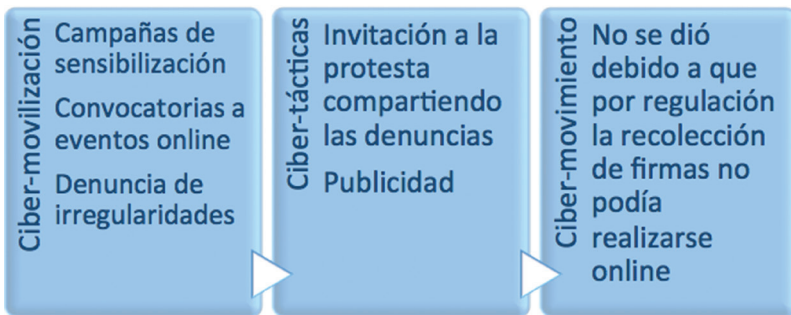 Ciber-movilización
Campañas de
sensibilización
Convocatorias a
eventos online
Denuncia de
irregularidades
Ciber-tácticas
Invitación a la
protesta
compartiendo
las denuncias
Publicidad
Ciber-movimiento
No se dió
debido a que
por regulación
la recolección
de firmas no
podía
realizarse
online